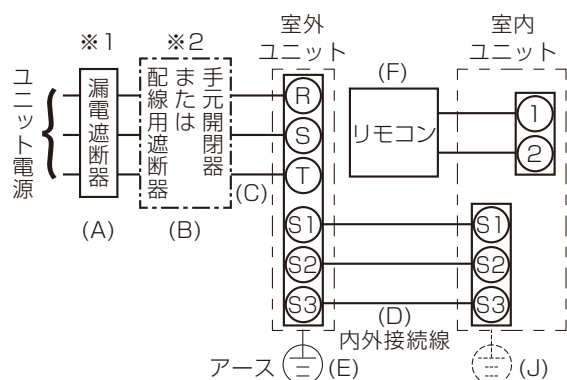 ※1
※2
室外
ユニット
室内
ユニット
ユニット電源
漏電遮断器
手元開閉器
または
配線用遮断器
(A)
(B)
(C)
R
S
T
S1
S2
S3
(F)
リモコン
1
2
S1
S2
S3
(D)
内外接続線
アース
(E)
(J)